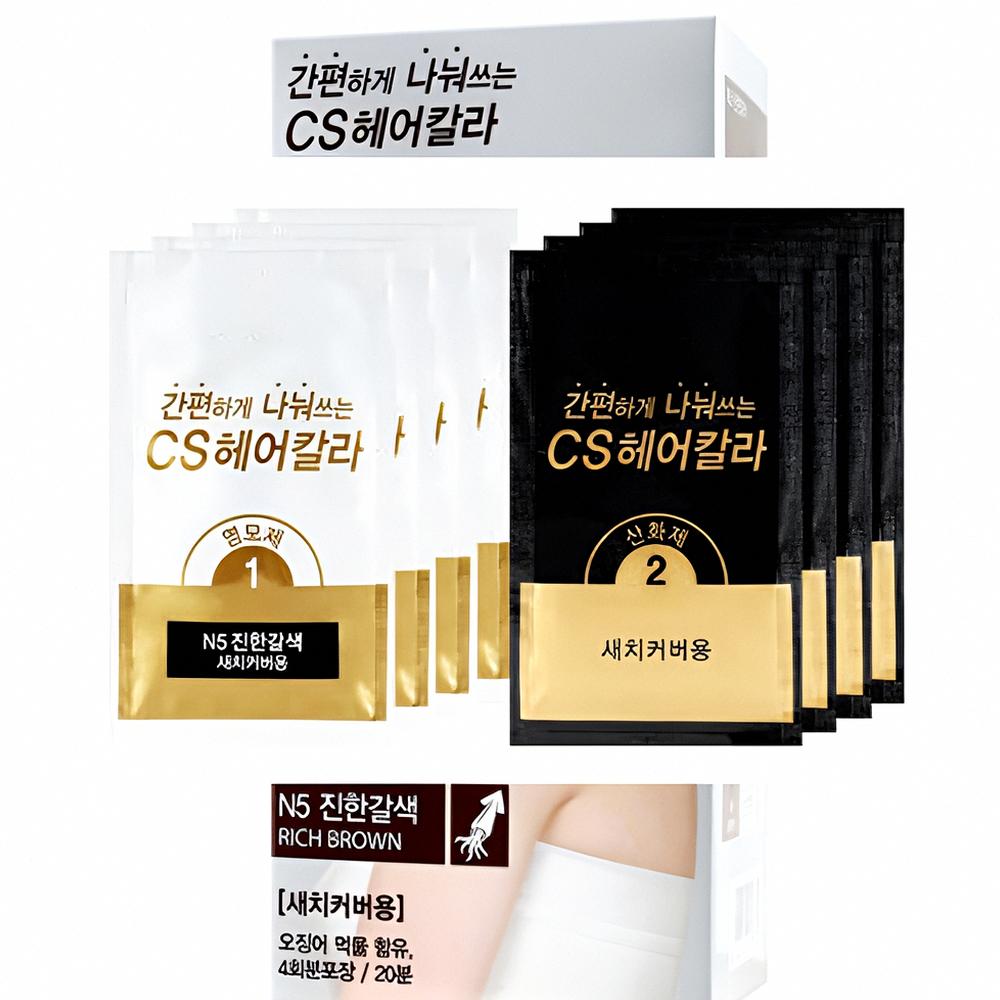 간편하게 나눠쓰는
CS헤어칼라
간편하게 나눠쓰는
CS헤어칼라
염모제
1
N5 진한갈색
새치커버용
간편하게 나눠쓰는
CS헤어칼라
산화제
2
새치커버용
N5 진한갈색
RICH BROWN
[새치커버용]
오징어 먹물 함유,
4회분포장 / 20분